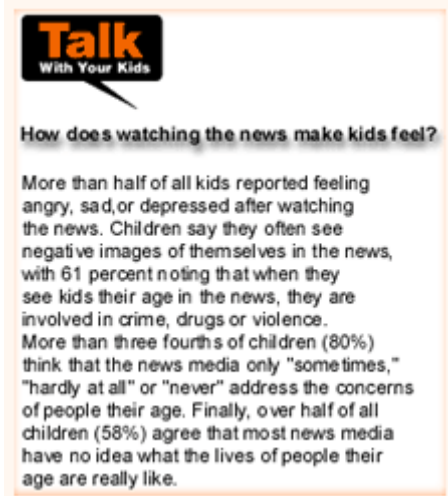 Talk
With Your Kids
How does watching the news make kids feel?
More than half of all kids reported feeling
angry, sad,or depressed after watching
the news. Children say they often see
negative images of themselves in the news,
with 61 percent noting that when they
see kids their age in the news, they are
involved in crime, drugs or violence.
More than three fourths of children (80%)
think that the news media only "sometimes,"
"hardly at all" or "never" address the concerns
of people their age. Finally, over half of all
children (58%) agree that most news media
have no idea what the lives of people their
age are really like.